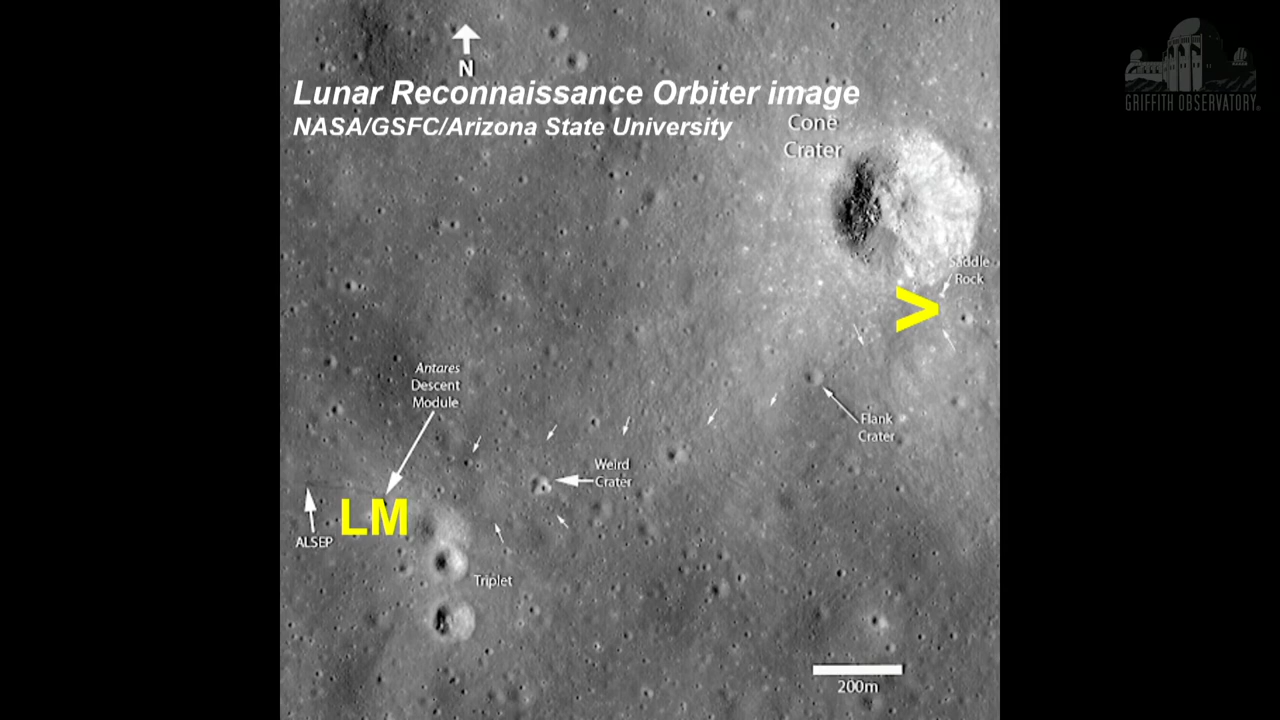 N
Lunar Reconnaissance Orbiter image
NASA/GSFC/Arizona State University
GRIFFITH OBSERVATORY
Cone
Crater
Saddle
Rock
>
Antares
Descent
Module
Flank
Crater
Weird
Crater
LM
ALSEP
Triplet
200m